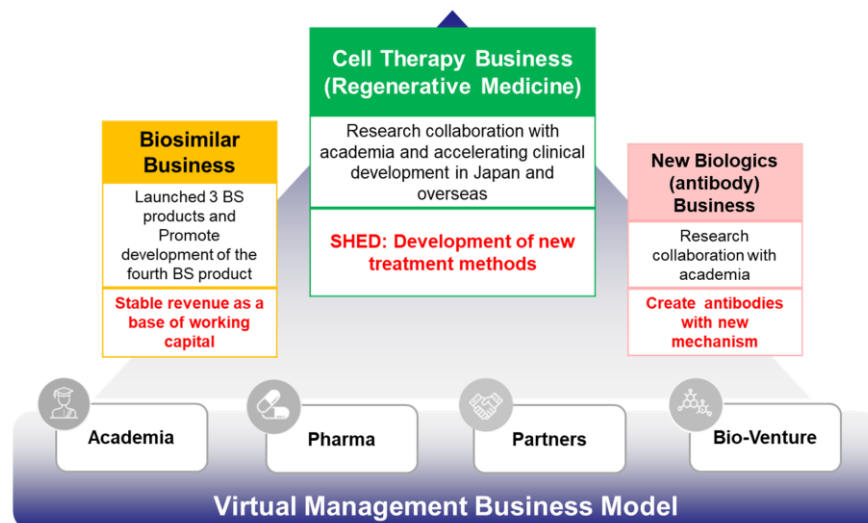 Cell Therapy Business
(Regenerative Medicine)
Research collaboration with
academia and accelerating clinical
development in Japan and
overseas
SHED: Development of new
treatment methods
Biosimilar
Business
Launched 3 BS
products and
Promote
development of the
fourth BS product
Stable revenue as a
base of working
capital
New Biologics
(antibody)
Business
Research
collaboration with
academia
Create antibodies
with new
mechanism
Academia
Pharma
Partners
Bio-Venture
Virtual Management Business Model